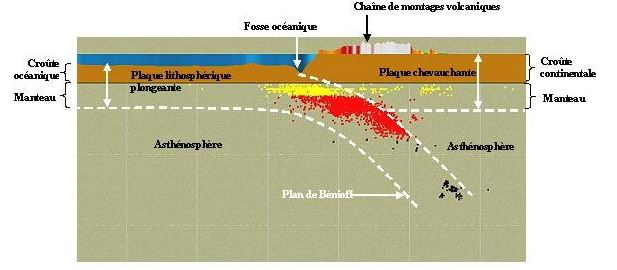 Chaîne de montages volcaniques
Fosse océanique
Croûte
océanique
Plaque lithosphérique
plongeante
Plaque chevauchante
Croûte
continentale
Manteau
Manteau
Asthénosphère
Asthénosphère
Plan de Bénioff